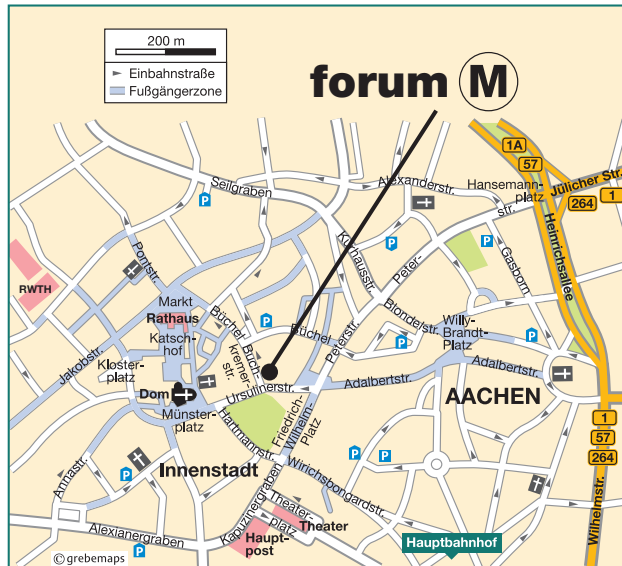 200 m
Einbahnstraße
Fußgängerzone
forum M
1A
57
Hansemann-
platz
Jülicher Str.
264
1
Seilgraben
P
Alexanderstr.
Kurhausstr.
Peter-
str.
P
Heinrichsallee
Gasborn
P
Pontstr.
RWTH
Markt
Rathaus
Katsch-
hof
Büchel
P
Büchel
Blondelstr.
Willy-
Brandt-
Platz
P
Peterstr.
Jakobstr.
Kloster-
platz
Buch-
kremer-
str.
Ursulinerstr.
Adalbertstr.
Adalbertstr.
Dom
Münster-
platz
AACHEN
Hartmannstr.
Friedrich-
Wilhelm-
Platz
1
57
264
Innenstadt
Annastr.
P
Wirichsbongardstr.
P
P
Kapuzinergraben
Theater-
platz
Theater
Haupt-
post
Alexianergraben
P
P
Hauptbahnhof
Wilhelmstr.
© grebemaps